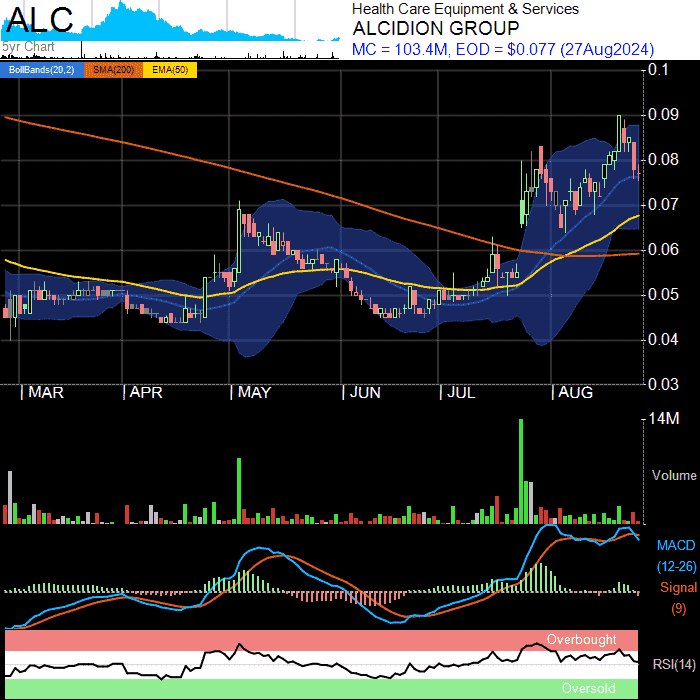 ALC
5yr Chart
Health Care Equipment & Services
ALCIDION GROUP
MC = 103.4M, EOD = $0.077 (27Aug2024)
BollBands(20,2) SMA(200) EMA(50)
0.1
0.09
0.08
0.07
0.06
0.05
0.04
0.03
MAR APR MAY JUN JUL AUG
14M
Volume
MACD
(12-26)
Signal
(9)
Overbought
RSI(14)
Oversold